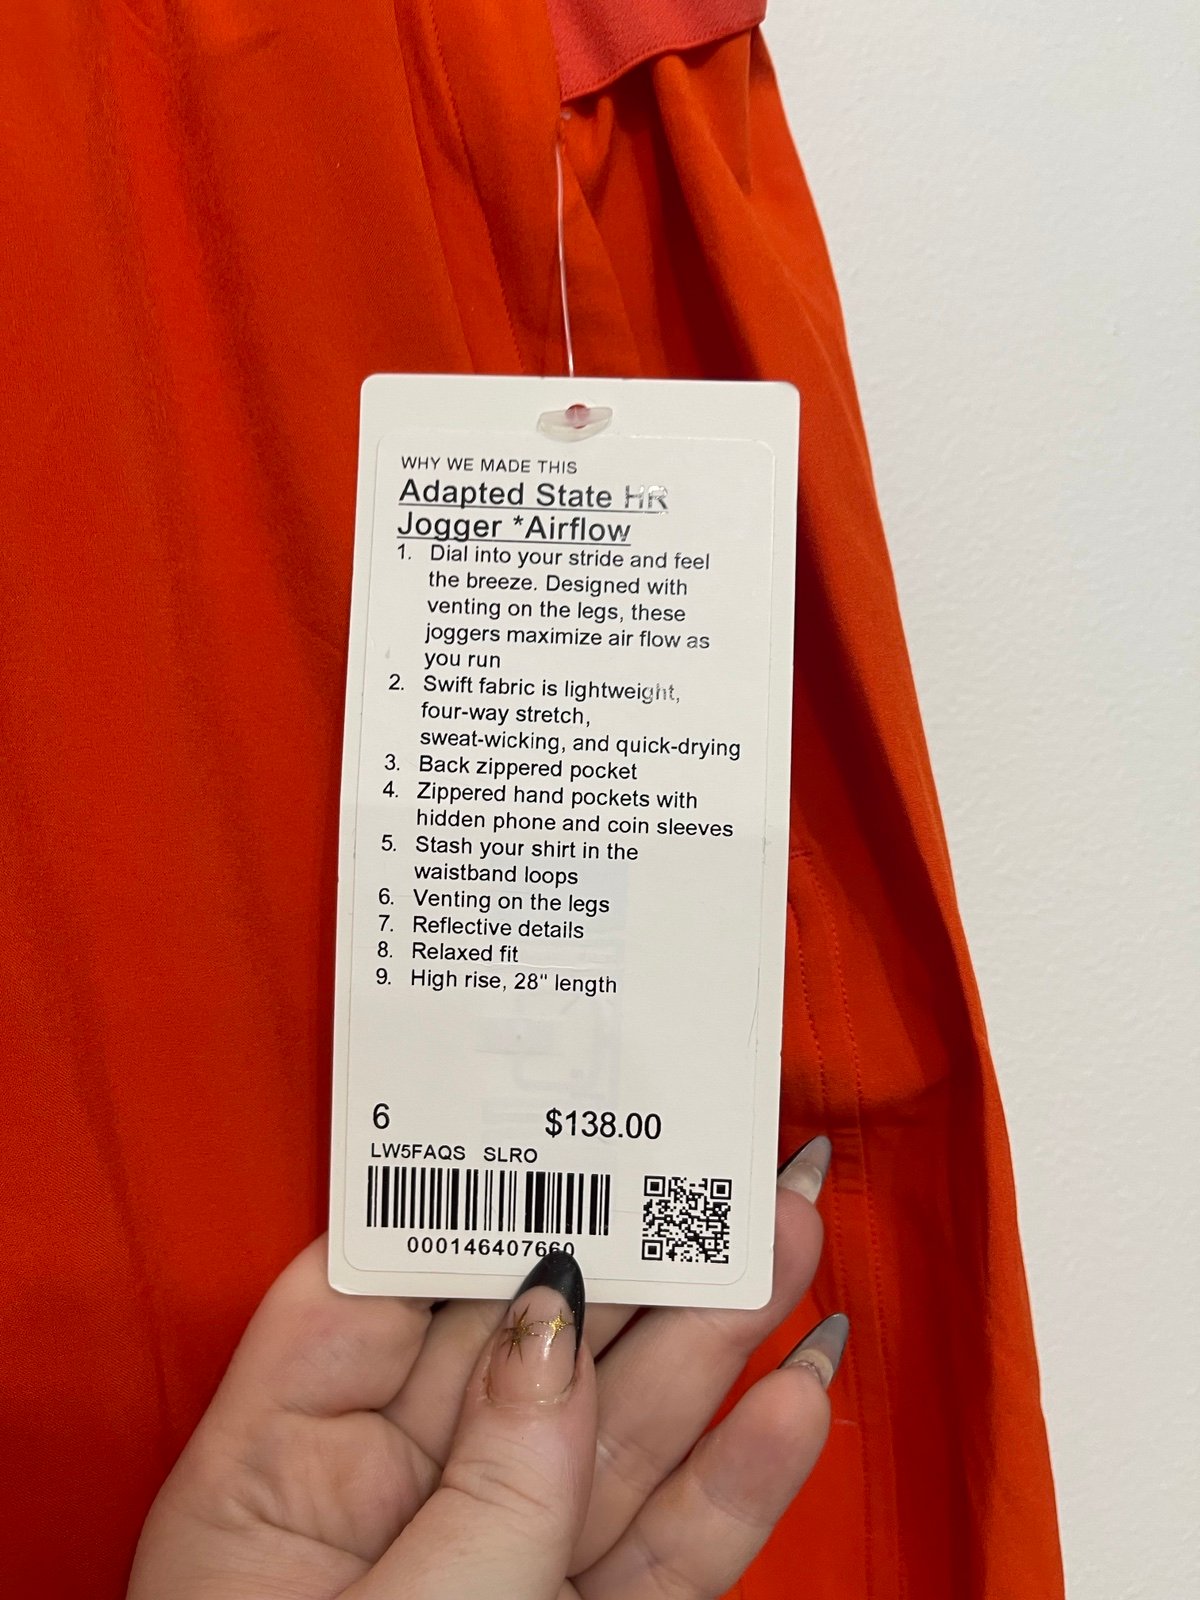 WHY WE MADE THIS
Adapted State HR
Jogger *Airflow
1. Dial into your stride and feel
the breeze. Designed with
venting on the legs, these
joggers maximize air flow as
you run
2. Swift fabric is lightweight,
four-way stretch,
sweat-wicking, and quick-drying
3. Back zippered pocket
4. Zippered hand pockets with
hidden phone and coin sleeves
5. Stash your shirt in the
waistband loops
6. Venting on the legs
7. Reflective details
8. Relaxed fit
9. High rise, 28" length
6 $138.00
LW5FAQS SLRO
000146407660